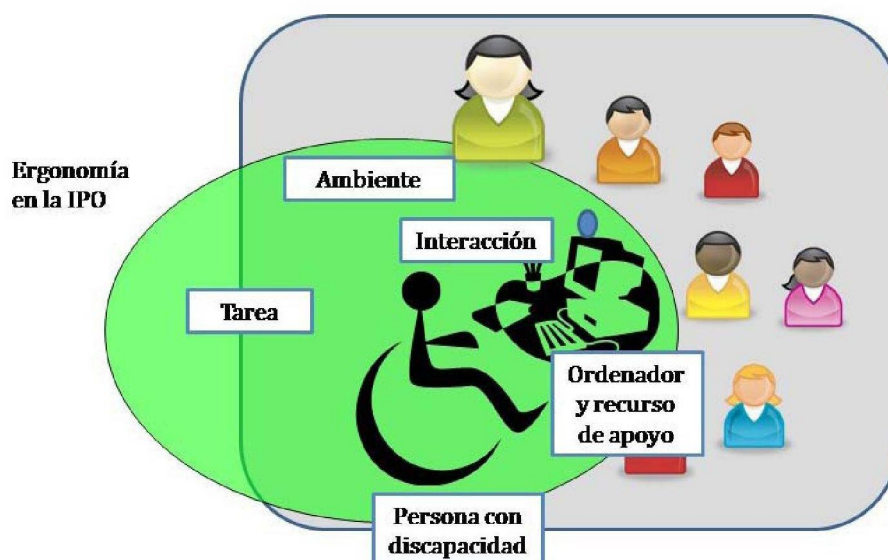 Ergonomía
en la IPO
Ambiente
Interacción
Tarea
Ordenador
y recurso
de apoyo
Persona con
discapacidad